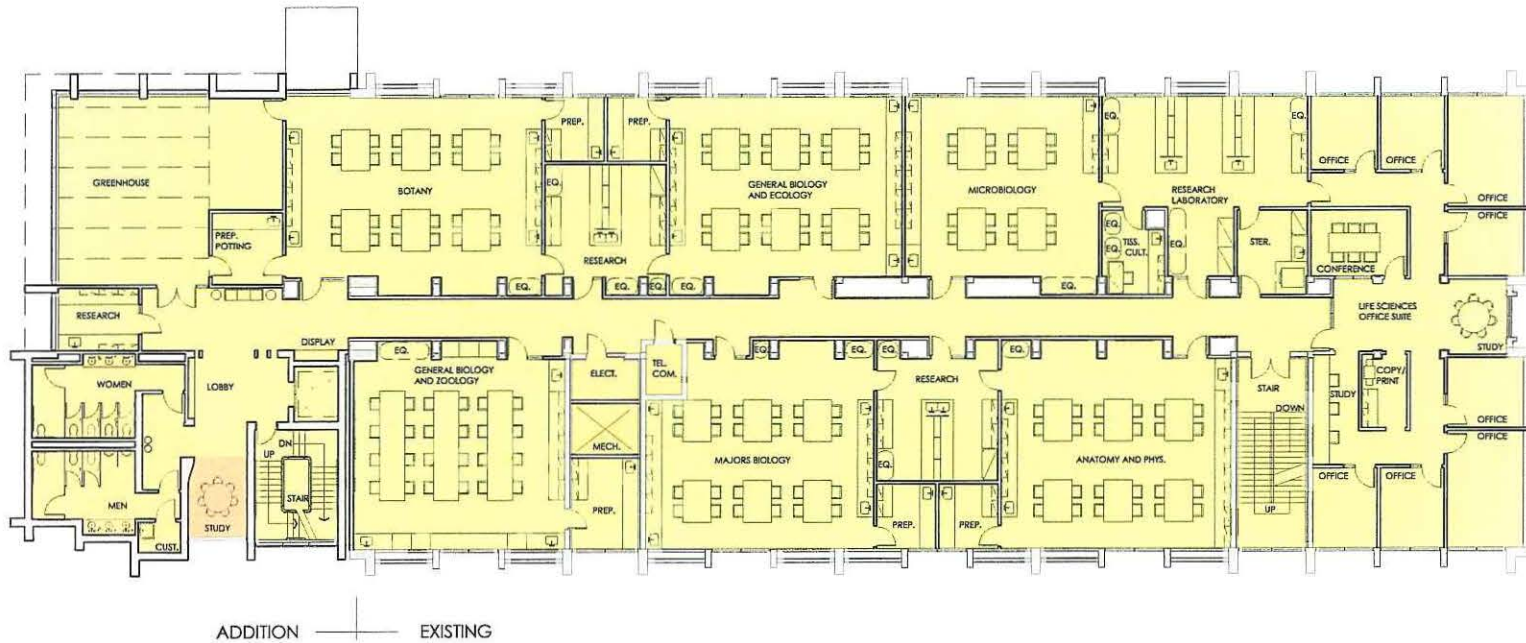 PREP.
PREP.
EQ.
EQ.
OFFICE
OFFICE
GREENHOUSE
BOTANY
EQ.
GENERAL BIOLOGY
AND ECOLOGY
MICROBIOLOGY
RESEARCH
LABORATORY
OFFICE
OFFICE
PREP.
POTTING
RESEARCH
EQ.
EQ.
TISS.
CULT.
EQ.
STER.
CONFERENCE
EQ.
EQ.
EQ.
EQ.
EQ.
RESEARCH
LIFE SCIENCES
OFFICE SUITE
DISPLAY
STUDY
EQ.
GENERAL BIOLOGY
AND ZOOLOGY
ELECT.
TEL.
COM.
EQ.
EQ.
EQ.
EQ.
WOMEN
LOBBY
RESEARCH
STAIR
DOWN
STUDY
COPY/
PRINT
OFFICE
OFFICE
DN
UP
MECH.
MAJORS BIOLOGY
EQ.
ANATOMY AND PHYS.
STAIR
MEN
STUDY
CUST.
PREP.
PREP.
PREP.
UP
OFFICE
OFFICE
ADDITION
EXISTING